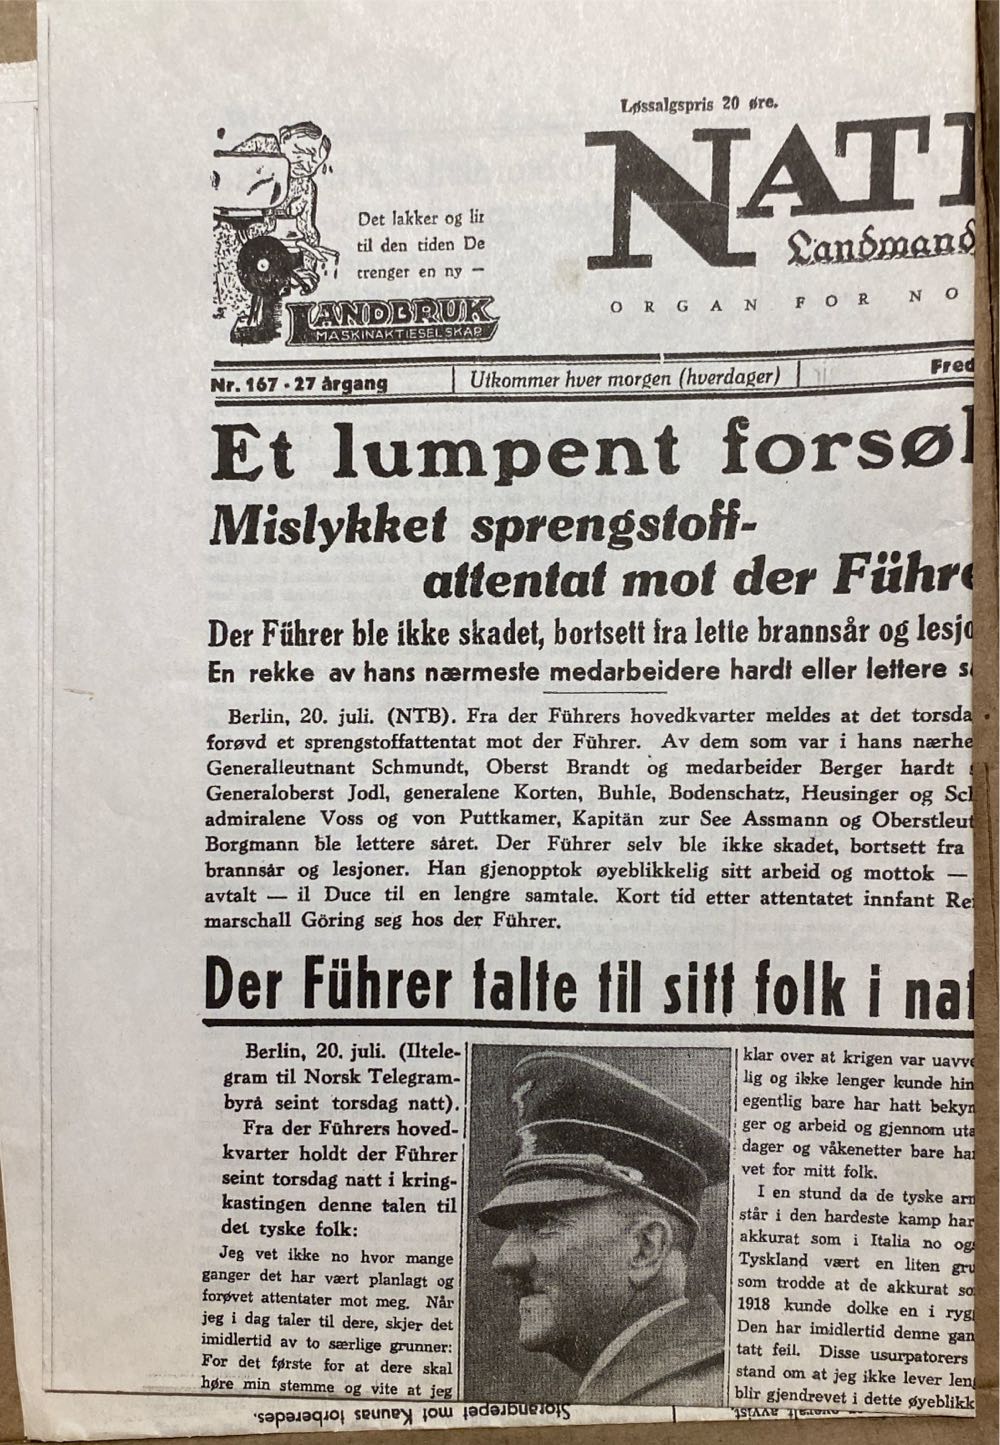 Løssalgspris 20 øre.
Det lakker og lir
til den tiden De
trenger en ny —
LANDBRUK
MASKINAKTIESELSKAP
NATI
Landmand
ORGAN FOR NO
Nr. 167 - 27 årgang
Utkommer hver morgen (hverdager)
Fred
Et lumpent forsøk
Mislykket sprengstoff-
attentat mot der Führe
Der Führer ble ikke skadet, bortsett fra lette brannsår og lesjo
En rekke av hans nærmeste medarbeidere hardt eller lettere s
Berlin, 20. juli. (NTB). Fra der Führers hovedkvarter meldes at det torsda
forøvd et sprengstoffattentat mot der Führer. Av dem som var i hans nærhe
Generalleutnant Schmundt, Oberst Brandt og medarbeider Berger hardt
Generaloberst Jodl, generalene Korten, Buhle, Bodenschatz, Heusinger og Sch
admiralene Voss og von Puttkamer, Kapitän zur See Assmann og Oberstleut
Borgmann ble lettere såret. Der Führer selv ble ikke skadet, bortsett fra
brannsår og lesjoner. Han gjenopptok øyeblikkelig sitt arbeid og mottok —
avtalt — il Duce til en lengre samtale. Kort tid etter attentatet innfant Rei
marschall Göring seg hos der Führer.
Der Führer talte til sitt folk i nat
Berlin, 20. juli. (Iltele-
gram til Norsk Telegram-
byrå seint torsdag natt).
Fra der Führers hoved-
kvarter holdt der Führer
seint torsdag natt i kring-
kastingen denne talen til
det tyske folk:
Jeg vet ikke no hvor mange
ganger det har vært planlagt og
forøvet attentater mot meg. Når
jeg i dag taler til dere, skjer det
imidlertid av to særlige grunner:
For det første for at dere skal
høre min stemme og vite at jeg
klar over at krigen var uavve
lig og ikke lenger kunde hin
egentlig bare har hatt bekym
ger og arbeid og gjennom uta
dager og våkenetter bare ha
vet for mitt folk.
I en stund da de tyske arm
står i den hardeste kamp har
akkurat som i Italia no og
Tyskland vært en liten gru
som trodde at de akkurat so
1918 kunde dolke en i rygg
Den har imidlertid denne gan
tatt feil. Disse usurpatorers
stand om at jeg ikke lever len
blir gjendrevet i dette øyeblikk
Storangrepet mot Kaunas forberedes.